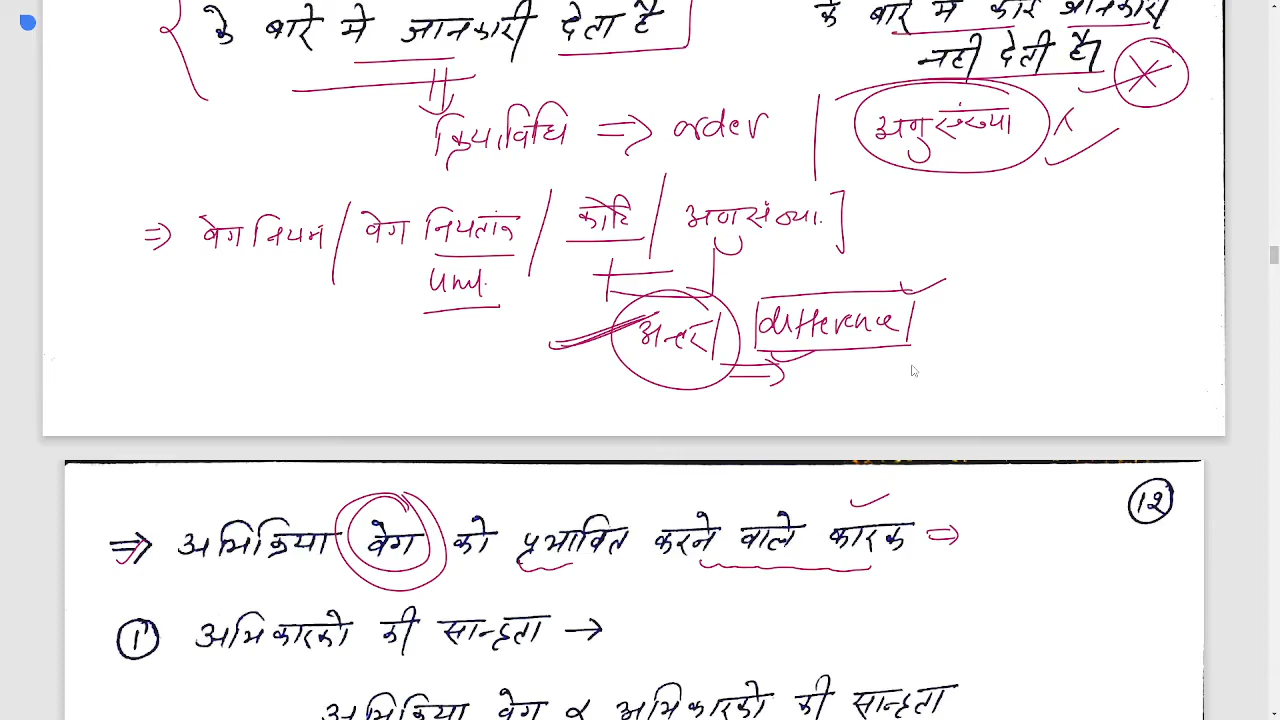 के बारे में जानकारी देता है
के बारे में कोई जानकारी
नही देती है।
क्रियाविधि ⇒ order | अणुसंख्या
⇒ वेग नियम / वेग नियतांक / कोटि / अणुसंख्या ]
Unit
अन्तर | difference
12
⇒ अभिक्रिया वेग को प्रभावित करने वाले कारक ⇒
① अभिकारको की सान्द्रता →
अभिक्रिया वेग ∝ अभिकारको की सान्द्रता